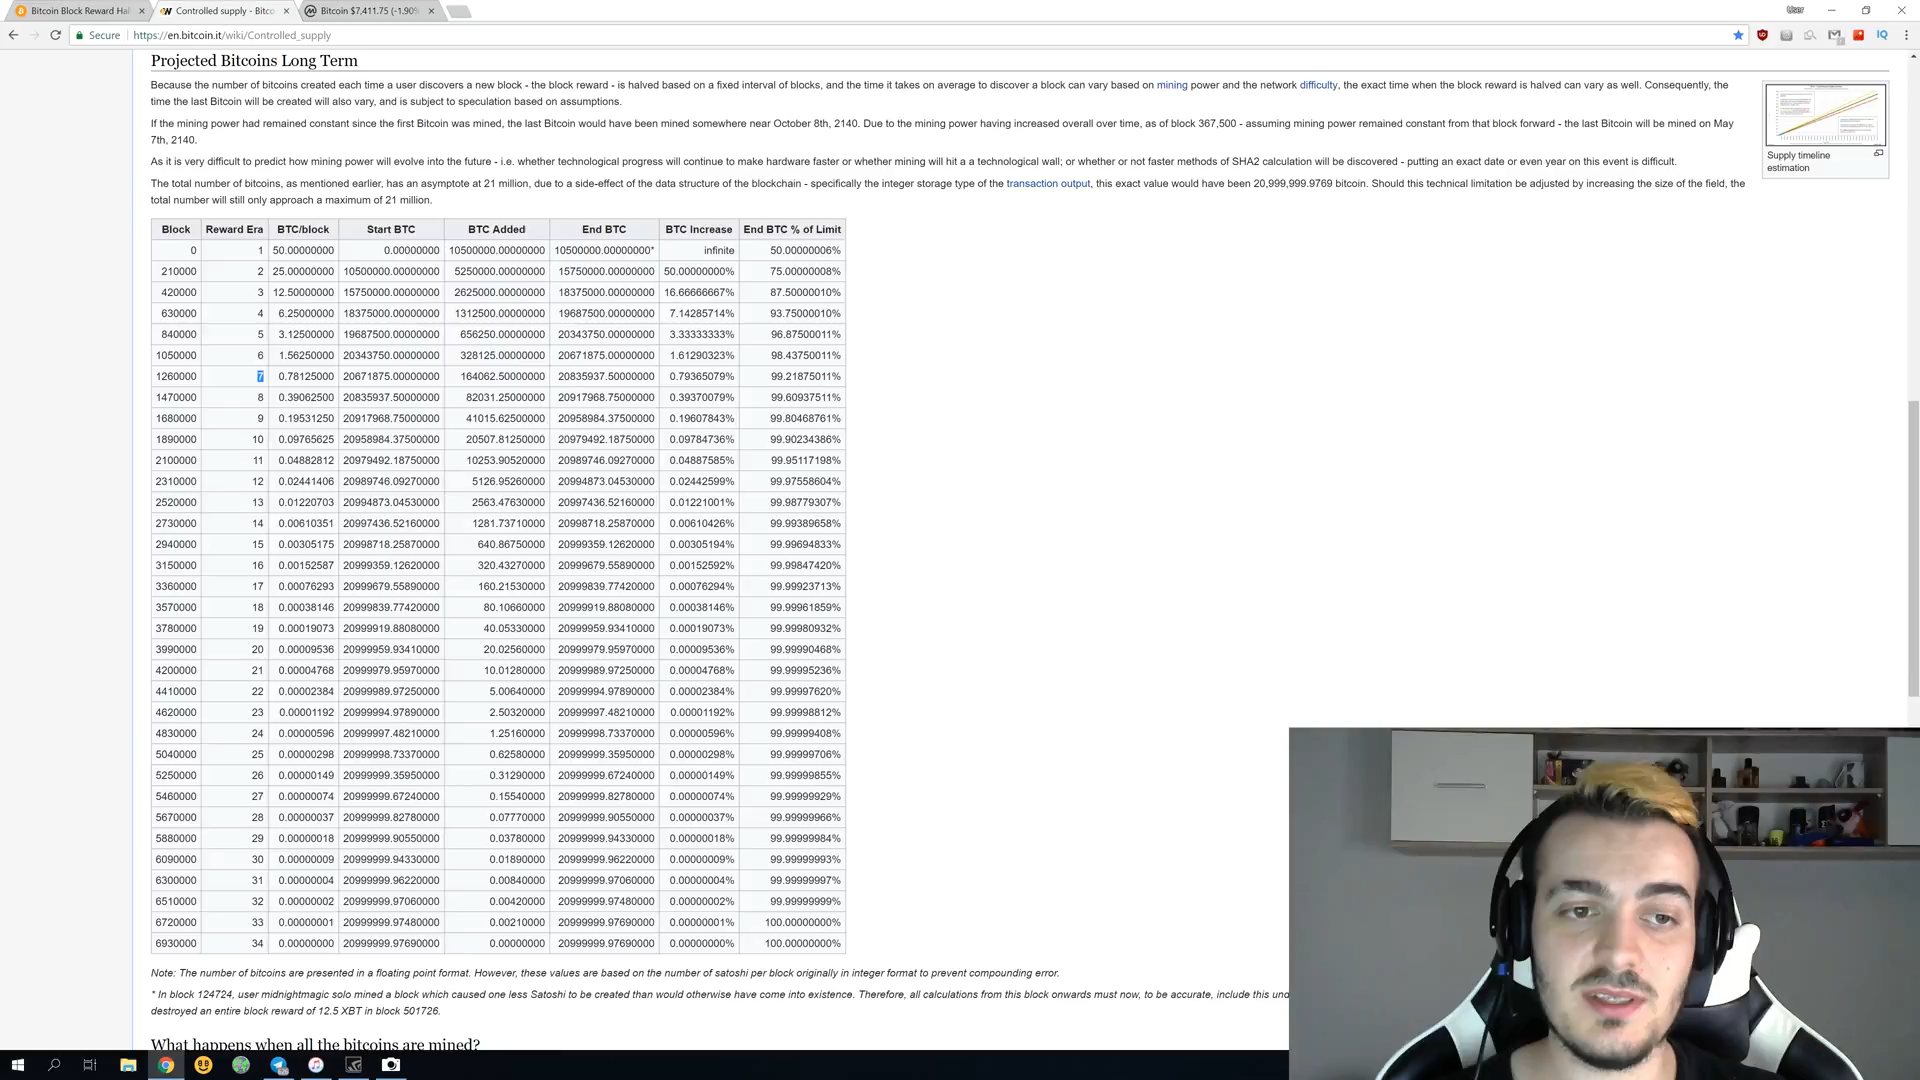 Bitcoin Block Reward Hal
Controlled supply - Bitco
Bitcoin $7,411.75 (-1.90%
User
Secure
https://en.bitcoin.it/wiki/Controlled_supply
IQ
Projected Bitcoins Long Term
Because the number of bitcoins created each time a user discovers a new block - the block reward - is halved based on a fixed interval of blocks, and the time it takes on average to discover a block can vary based on mining power and the network difficulty, the exact time when the block reward is halved can vary as well. Consequently, the
time the last Bitcoin will be created will also vary, and is subject to speculation based on assumptions.
If the mining power had remained constant since the first Bitcoin was mined, the last Bitcoin would have been mined somewhere near October 8th, 2140. Due to the mining power having increased overall over time, as of block 367,500 - assuming mining power remained constant from that block forward - the last Bitcoin will be mined on May
7th, 2140.
As it is very difficult to predict how mining power will evolve into the future - i.e. whether technological progress will continue to make hardware faster or whether mining will hit a a technological wall; or whether or not faster methods of SHA2 calculation will be discovered - putting an exact date or even year on this event is difficult.
The total number of bitcoins, as mentioned earlier, has an asymptote at 21 million, due to a side-effect of the data structure of the blockchain - specifically the integer storage type of the transaction output, this exact value would have been 20,999,999.9769 bitcoin. Should this technical limitation be adjusted by increasing the size of the field, the
total number will still only approach a maximum of 21 million.
Supply timeline
estimation
Block Reward Era BTC/block Start BTC BTC Added End BTC BTC Increase End BTC % of Limit
0 1 50.00000000 0.00000000 10500000.00000000 10500000.00000000* infinite 50.00000006%
210000 2 25.00000000 10500000.00000000 5250000.00000000 15750000.00000000 50.00000000% 75.00000008%
420000 3 12.50000000 15750000.00000000 2625000.00000000 18375000.00000000 16.66666667% 87.50000010%
630000 4 6.25000000 18375000.00000000 1312500.00000000 19687500.00000000 7.14285714% 93.75000010%
840000 5 3.12500000 19687500.00000000 656250.00000000 20343750.00000000 3.33333333% 96.87500011%
1050000 6 1.56250000 20343750.00000000 328125.00000000 20671875.00000000 1.61290323% 98.43750011%
1260000 7 0.78125000 20671875.00000000 164062.50000000 20835937.50000000 0.79365079% 99.21875011%
1470000 8 0.39062500 20835937.50000000 82031.25000000 20917968.75000000 0.39370079% 99.60937511%
1680000 9 0.19531250 20917968.75000000 41015.62500000 20958984.37500000 0.19607843% 99.80468761%
1890000 10 0.09765625 20958984.37500000 20507.81250000 20979492.18750000 0.09784736% 99.90234386%
2100000 11 0.04882812 20979492.18750000 10253.90520000 20989746.09270000 0.04887585% 99.95117198%
2310000 12 0.02441406 20989746.09270000 5126.95260000 20994873.04530000 0.02442599% 99.97558604%
2520000 13 0.01220703 20994873.04530000 2563.47630000 20997436.52160000 0.01221001% 99.98779307%
2730000 14 0.00610351 20997436.52160000 1281.73710000 20998718.25870000 0.00610426% 99.99389658%
2940000 15 0.00305175 20998718.25870000 640.86750000 20999359.12620000 0.00305194% 99.99694833%
3150000 16 0.00152587 20999359.12620000 320.43270000 20999679.55890000 0.00152592% 99.99847420%
3360000 17 0.00076293 20999679.55890000 160.21530000 20999839.77420000 0.00076294% 99.99923713%
3570000 18 0.00038146 20999839.77420000 80.10660000 20999919.88080000 0.00038146% 99.99961859%
3780000 19 0.00019073 20999919.88080000 40.05330000 20999959.93410000 0.00019073% 99.99980932%
3990000 20 0.00009536 20999959.93410000 20.02560000 20999979.95970000 0.00009536% 99.99990468%
4200000 21 0.00004768 20999979.95970000 10.01280000 20999989.97250000 0.00004768% 99.99995236%
4410000 22 0.00002384 20999989.97250000 5.00640000 20999994.97890000 0.00002384% 99.99997620%
4620000 23 0.00001192 20999994.97890000 2.50320000 20999997.48210000 0.00001192% 99.99998812%
4830000 24 0.00000596 20999997.48210000 1.25160000 20999998.73370000 0.00000596% 99.99999408%
5040000 25 0.00000298 20999998.73370000 0.62580000 20999999.35950000 0.00000298% 99.99999706%
5250000 26 0.00000149 20999999.35950000 0.31290000 20999999.67240000 0.00000149% 99.99999855%
5460000 27 0.00000074 20999999.67240000 0.15540000 20999999.82780000 0.00000074% 99.99999929%
5670000 28 0.00000037 20999999.82780000 0.07770000 20999999.90550000 0.00000037% 99.99999966%
5880000 29 0.00000018 20999999.90550000 0.03780000 20999999.94330000 0.00000018% 99.99999984%
6090000 30 0.00000009 20999999.94330000 0.01890000 20999999.96220000 0.00000009% 99.99999993%
6300000 31 0.00000004 20999999.96220000 0.00840000 20999999.97060000 0.00000004% 99.99999997%
6510000 32 0.00000002 20999999.97060000 0.00420000 20999999.97480000 0.00000002% 99.99999999%
6720000 33 0.00000001 20999999.97480000 0.00210000 20999999.97690000 0.00000001% 100.00000000%
6930000 34 0.00000000 20999999.97690000 0.00000000 20999999.97690000 0.00000000% 100.00000000%
Note: The number of bitcoins are presented in a floating point format. However, these values are based on the number of satoshi per block originally in integer format to prevent compounding error.
* In block 124724, user midnightmagic solo mined a block which caused one less Satoshi to be created than would otherwise have come into existence. Therefore, all calculations from this block onwards must now, to be accurate, include this und
destroyed an entire block reward of 12.5 XBT in block 501726.
What happens when all the bitcoins are mined?